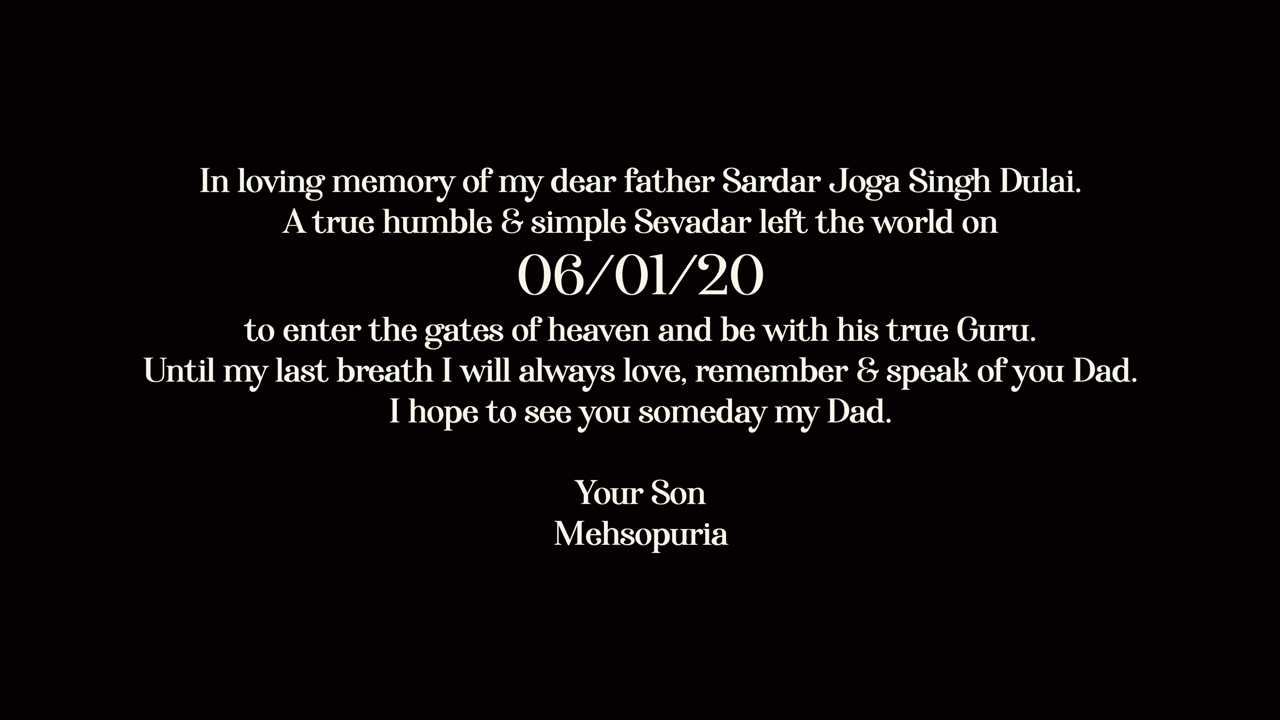 In loving memory of my dear father Sardar Joga Singh Dulai.
A true humble & simple Sevadar left the world on
06/01/20
to enter the gates of heaven and be with his true Guru.
Until my last breath I will always love, remember & speak of you Dad.
I hope to see you someday my Dad.
Your Son
Mehsopuria